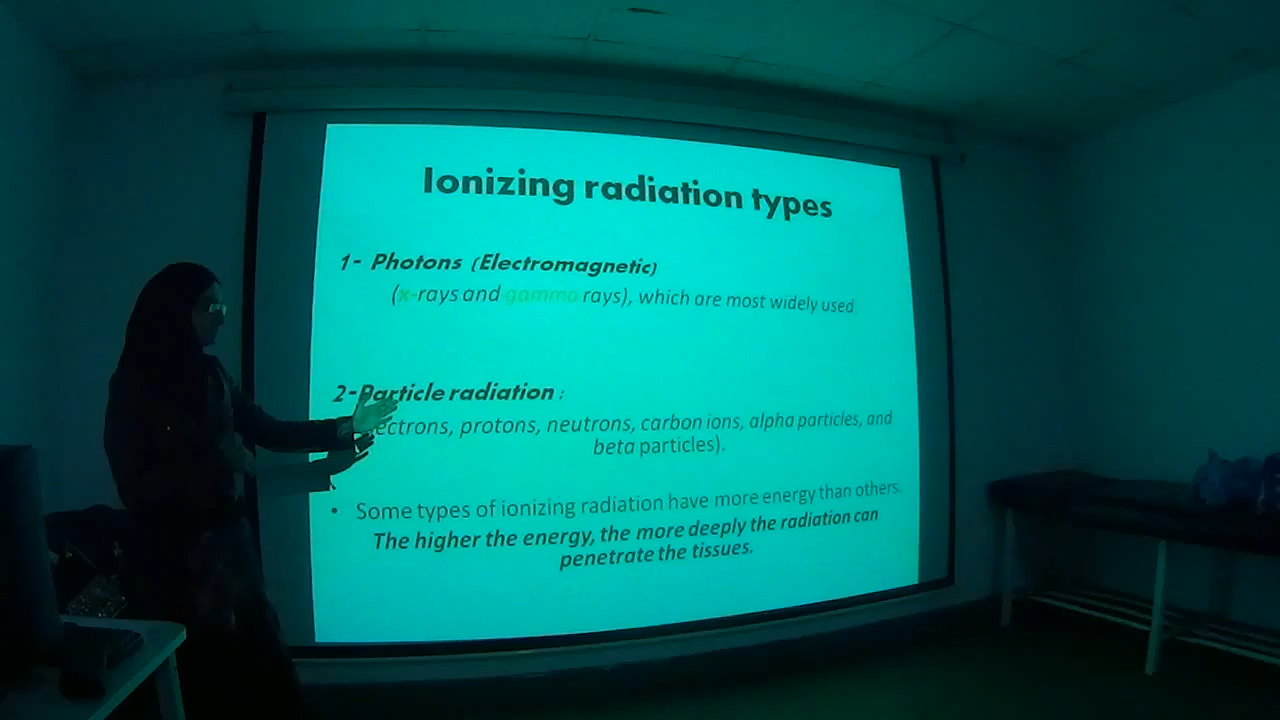 Ionizing radiation types
1- Photons (Electromagnetic)
(x-rays and gamma rays), which are most widely used.
2-Particle radiation :
protons, neutrons, carbon ions, alpha particles, and
beta particles).
• Some types of ionizing radiation have more energy than others.
The higher the energy, the more deeply the radiation can
penetrate the tissues.